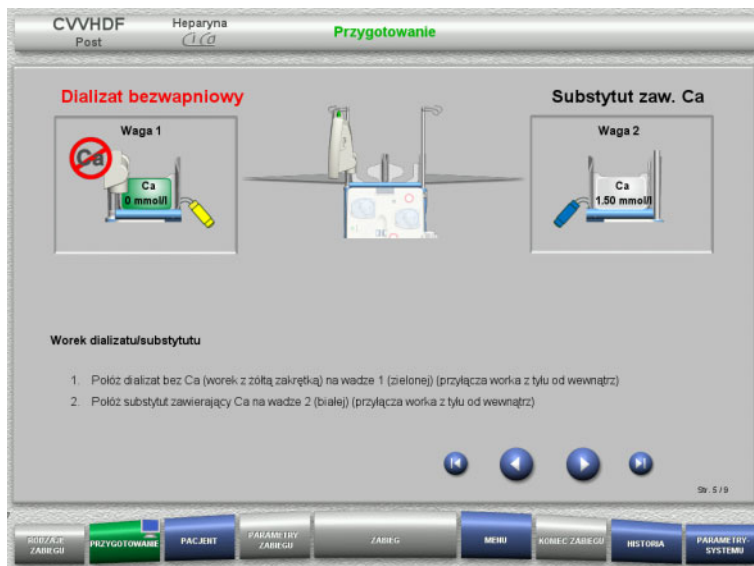 CVVHDF
Post
Heparyna
Ci Ca
Przygotowanie
Dializat bezwapniowy
Substytut zaw. Ca
Waga 1
Ca
Ca
0 mmol/l
Waga 2
Ca
1.50 mmol/l
Worek dializatu/substytutu
1. Połóż dializat bez Ca (worek z żółtą zakrętką) na wadze 1 (zielonej) (przyłącza worka z tyłu od wewnątrz)
2. Połóż substytut zawierający Ca na wadze 2 (białej) (przyłącza worka z tyłu od wewnątrz)
Str. 5 / 9
RODZAJE ZABIEGU
PRZYGOTOWANIE
PACJENT
PARAMETRY ZABIEGU
ZABIEG
MENU
KONIEC ZABIEGU
HISTORIA
PARAMETRY-SYSTEMU